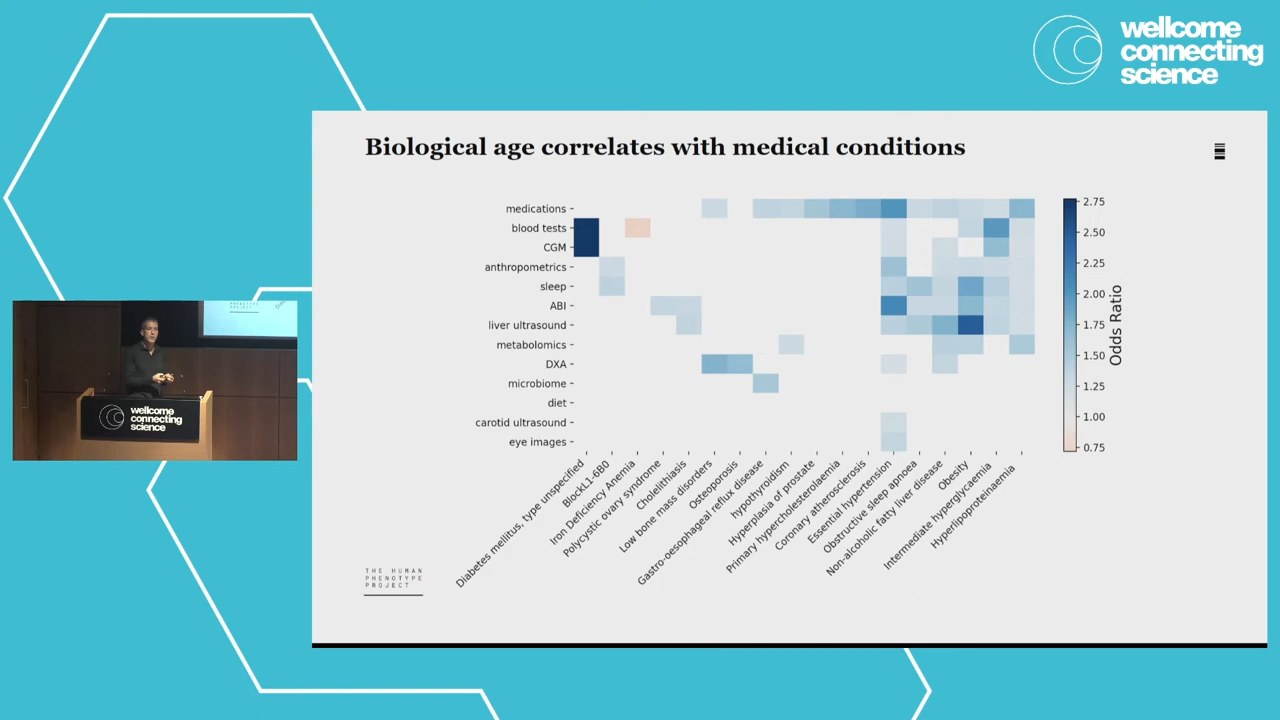 wellcome
connecting
science
Biological age correlates with medical conditions
medications
blood tests
CGM
anthropometrics
sleep
ABI
liver ultrasound
metabolomics
DXA
microbiome
diet
carotid ultrasound
eye images
2.75
2.50
2.25
2.00
1.75
1.50
1.25
1.00
0.75
Odds Ratio
Diabetes mellitus, type unspecified
BlockL1-6B0
Iron Deficiency Anemia
Polycystic ovary syndrome
Cholelithiasis
Low bone mass disorders
Osteoporosis
Gastro-oesophageal reflux disease
hypothyroidism
Hyperplasia of prostate
Primary hypercholesterolaemia
Coronary atherosclerosis
Essential hypertension
Obstructive sleep apnoea
Non-alcoholic fatty liver disease
Obesity
Intermediate hyperglycaemia
Hyperlipoproteinaemia
THE HUMAN
PHENOTYPE
PROJECT
wellcome
connecting
science